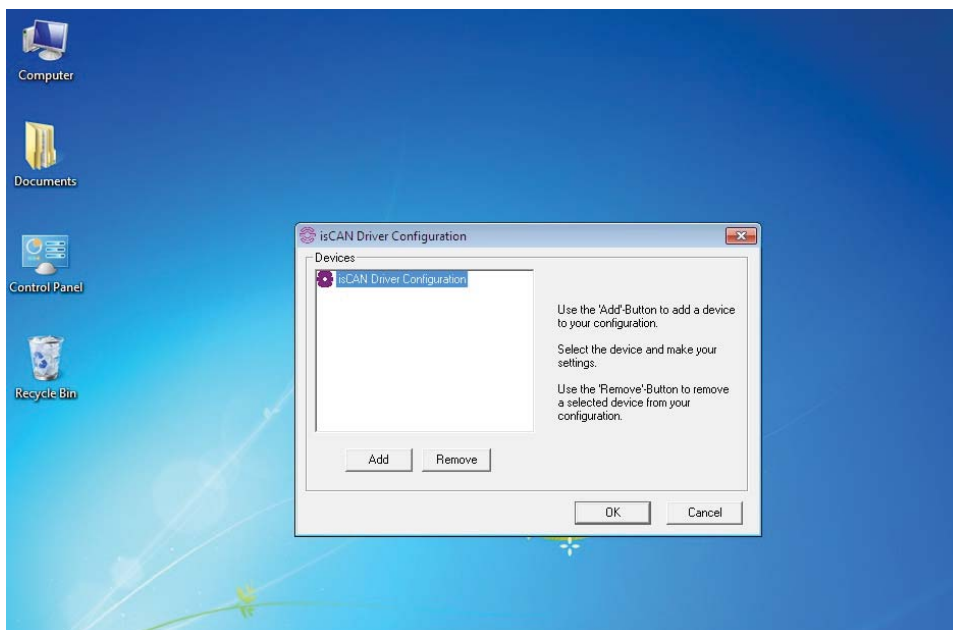 Computer
Documents
Control Panel
Recycle Bin
isCAN Driver Configuration
Devices
isCAN Driver Configuration
Use the 'Add'-Button to add a device
to your configuration.
Select the device and make your
settings.
Use the 'Remove'-Button to remove
a selected device from your
configuration.
Add
Remove
OK
Cancel